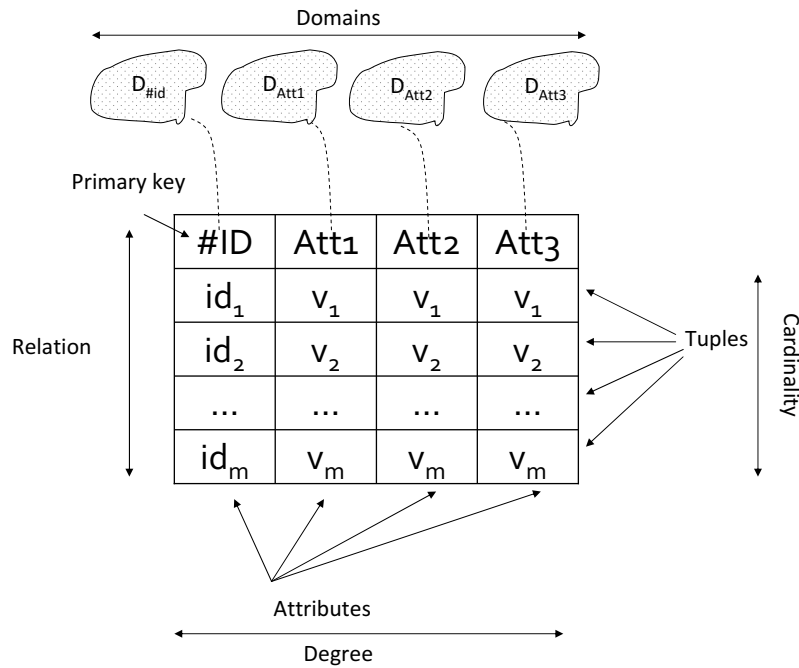 Domains
D#id DAtt1 DAtt2 DAtt3
Primary key
#ID Att1 Att2 Att3
id1 v1 v1 v1
id2 v2 v2 v2
... ... ... ...
idm vm vm vm
Relation
Tuples
Cardinality
Attributes
Degree